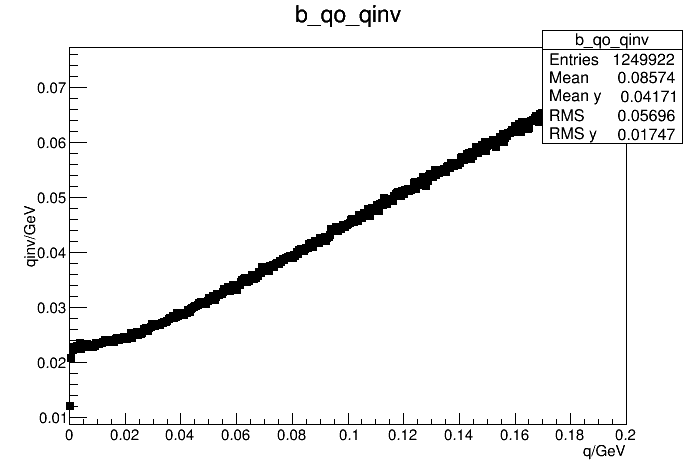 b_qo_qinv
b_qo_qinv
Entries 1249922
Mean 0.08574
Mean y 0.04171
RMS 0.05696
RMS y 0.01747
qinv/GeV
0.07
0.06
0.05
0.04
0.03
0.02
0.01
0 0.02 0.04 0.06 0.08 0.1 0.12 0.14 0.16 0.18 0.2
q/GeV